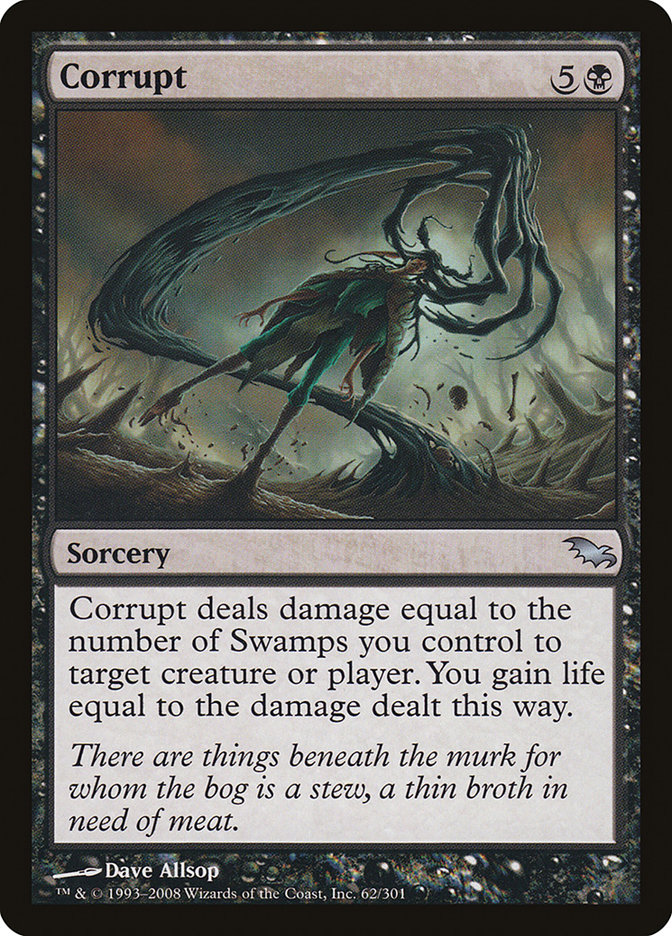 Corrupt
5
Sorcery
Corrupt deals damage equal to the
number of Swamps you control to
target creature or player. You gain life
equal to the damage dealt this way.
There are things beneath the murk for
whom the bog is a stew, a thin broth in
need of meat.
Dave Allsop
™ & © 1993–2008 Wizards of the Coast, Inc. 62/301